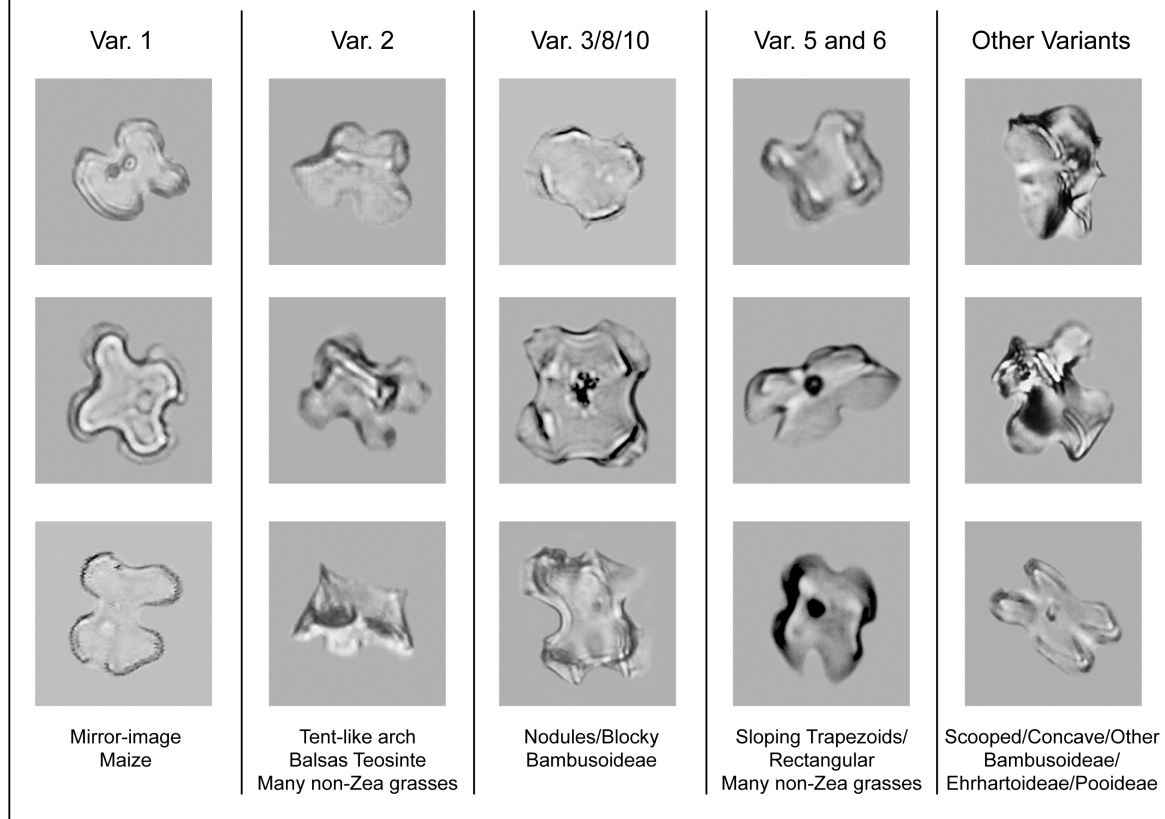 Var. 1
Var. 2
Var. 3/8/10
Var. 5 and 6
Other Variants
Mirror-image
Maize
Tent-like arch
Balsas Teosinte
Many non-Zea grasses
Nodules/Blocky
Bambusoideae
Sloping Trapezoids/
Rectangular
Many non-Zea grasses
Scooped/Concave/Other
Bambusoideae/
Ehrhartoideae/Pooideae